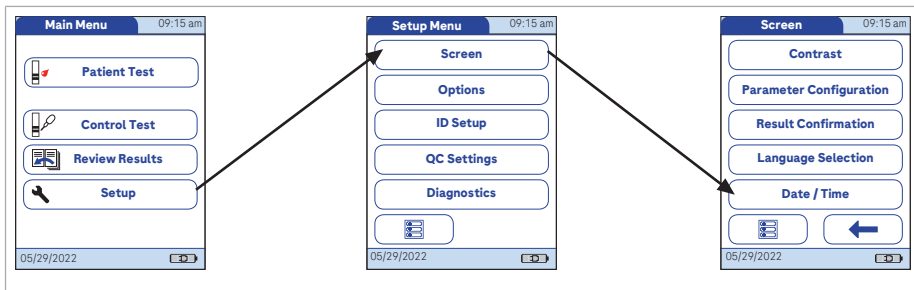 Main Menu 09:15 am
Patient Test
Control Test
Review Results
Setup
05/29/2022
Setup Menu 09:15 am
Screen
Options
ID Setup
QC Settings
Diagnostics
05/29/2022
Screen 09:15 am
Contrast
Parameter Configuration
Result Confirmation
Language Selection
Date / Time
05/29/2022